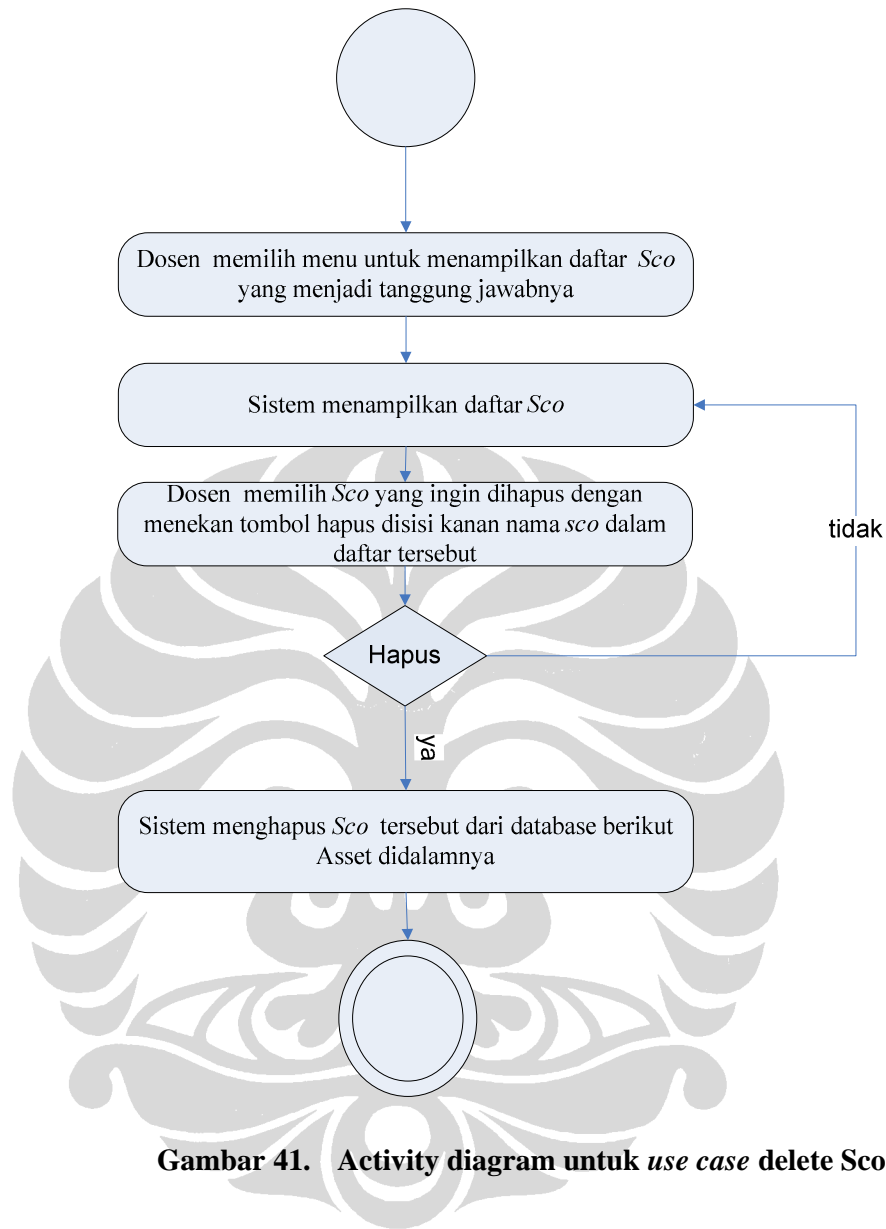 Dosen memilih menu untuk menampilkan daftar Sco
yang menjadi tanggung jawabnya
Sistem menampilkan daftar Sco
Dosen memilih Sco yang ingin dihapus dengan
menekan tombol hapus disisi kanan nama sco dalam
daftar tersebut
tidak
Hapus
ya
Sistem menghapus Sco tersebut dari database berikut
Asset didalamnya
Gambar 41. Activity diagram untuk use case delete Sco